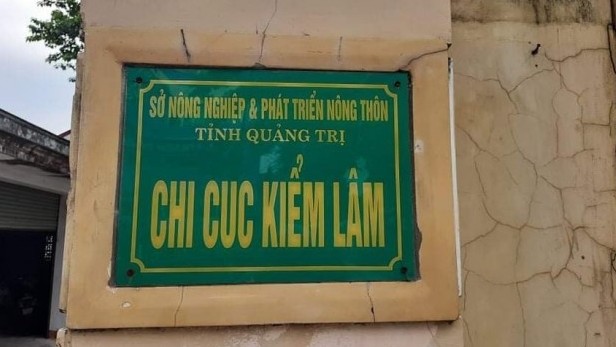 SỞ NÔNG NGHIỆP & PHÁT TRIỂN NÔNG THÔN
TỈNH QUẢNG TRỊ
CHI CỤC KIỂM LÂM